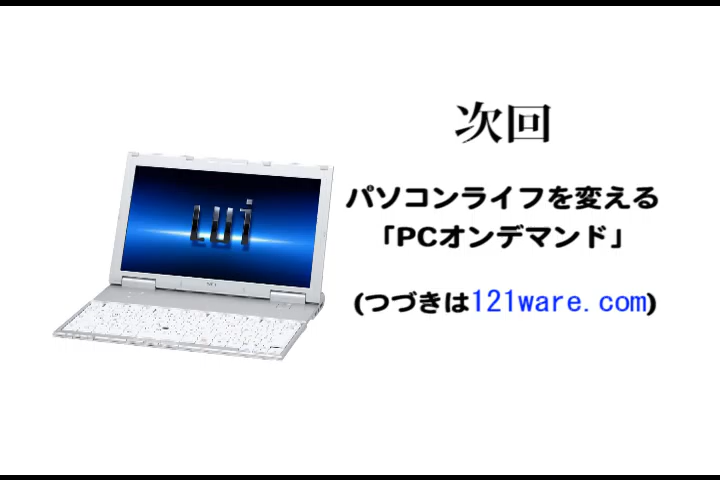 次回
パソコンライフを変える
「PCオンデマンド」
(つづきは121ware.com)
Lui
NEC